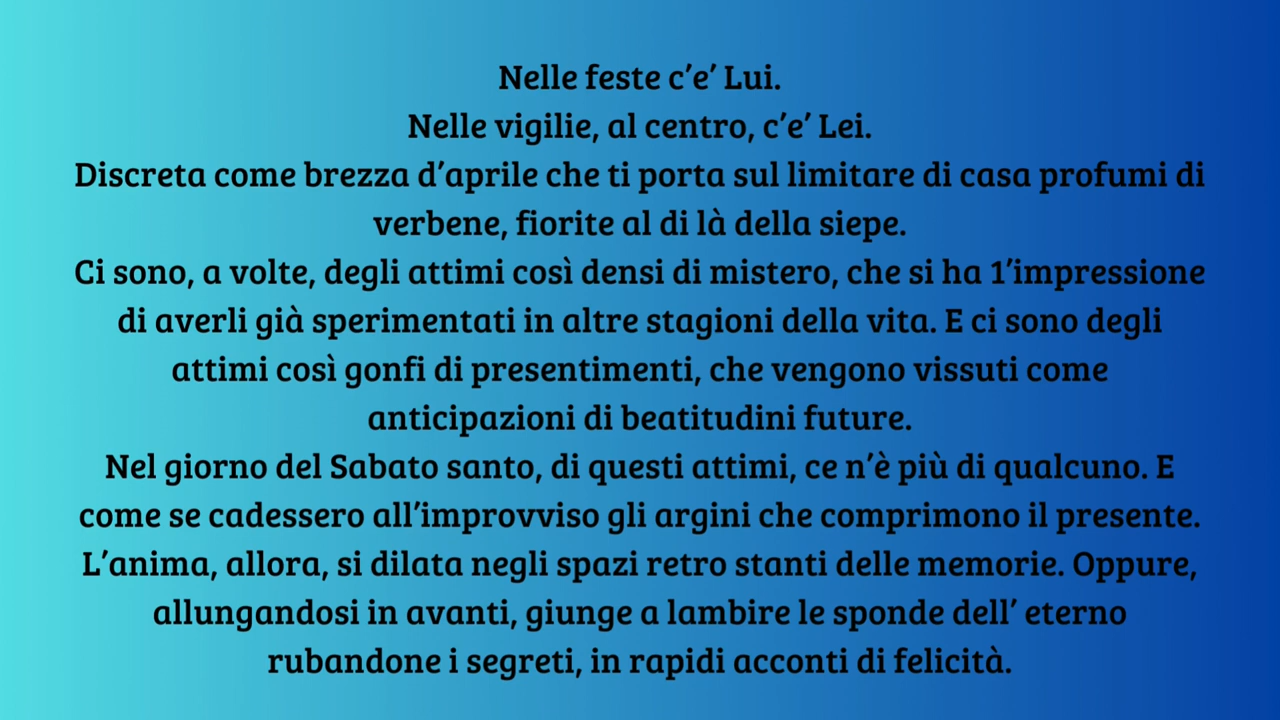 Nelle feste c’e’ Lui.
Nelle vigilie, al centro, c’e’ Lei.
Discreta come brezza d’aprile che ti porta sul limitare di casa profumi di
verbene, fiorite al di là della siepe.
Ci sono, a volte, degli attimi così densi di mistero, che si ha 1’impressione
di averli già sperimentati in altre stagioni della vita. E ci sono degli
attimi così gonfi di presentimenti, che vengono vissuti come
anticipazioni di beatitudini future.
Nel giorno del Sabato santo, di questi attimi, ce n’è più di qualcuno. E
come se cadessero all’improvviso gli argini che comprimono il presente.
L’anima, allora, si dilata negli spazi retro stanti delle memorie. Oppure,
allungandosi in avanti, giunge a lambire le sponde dell’ eterno
rubandone i segreti, in rapidi acconti di felicità.